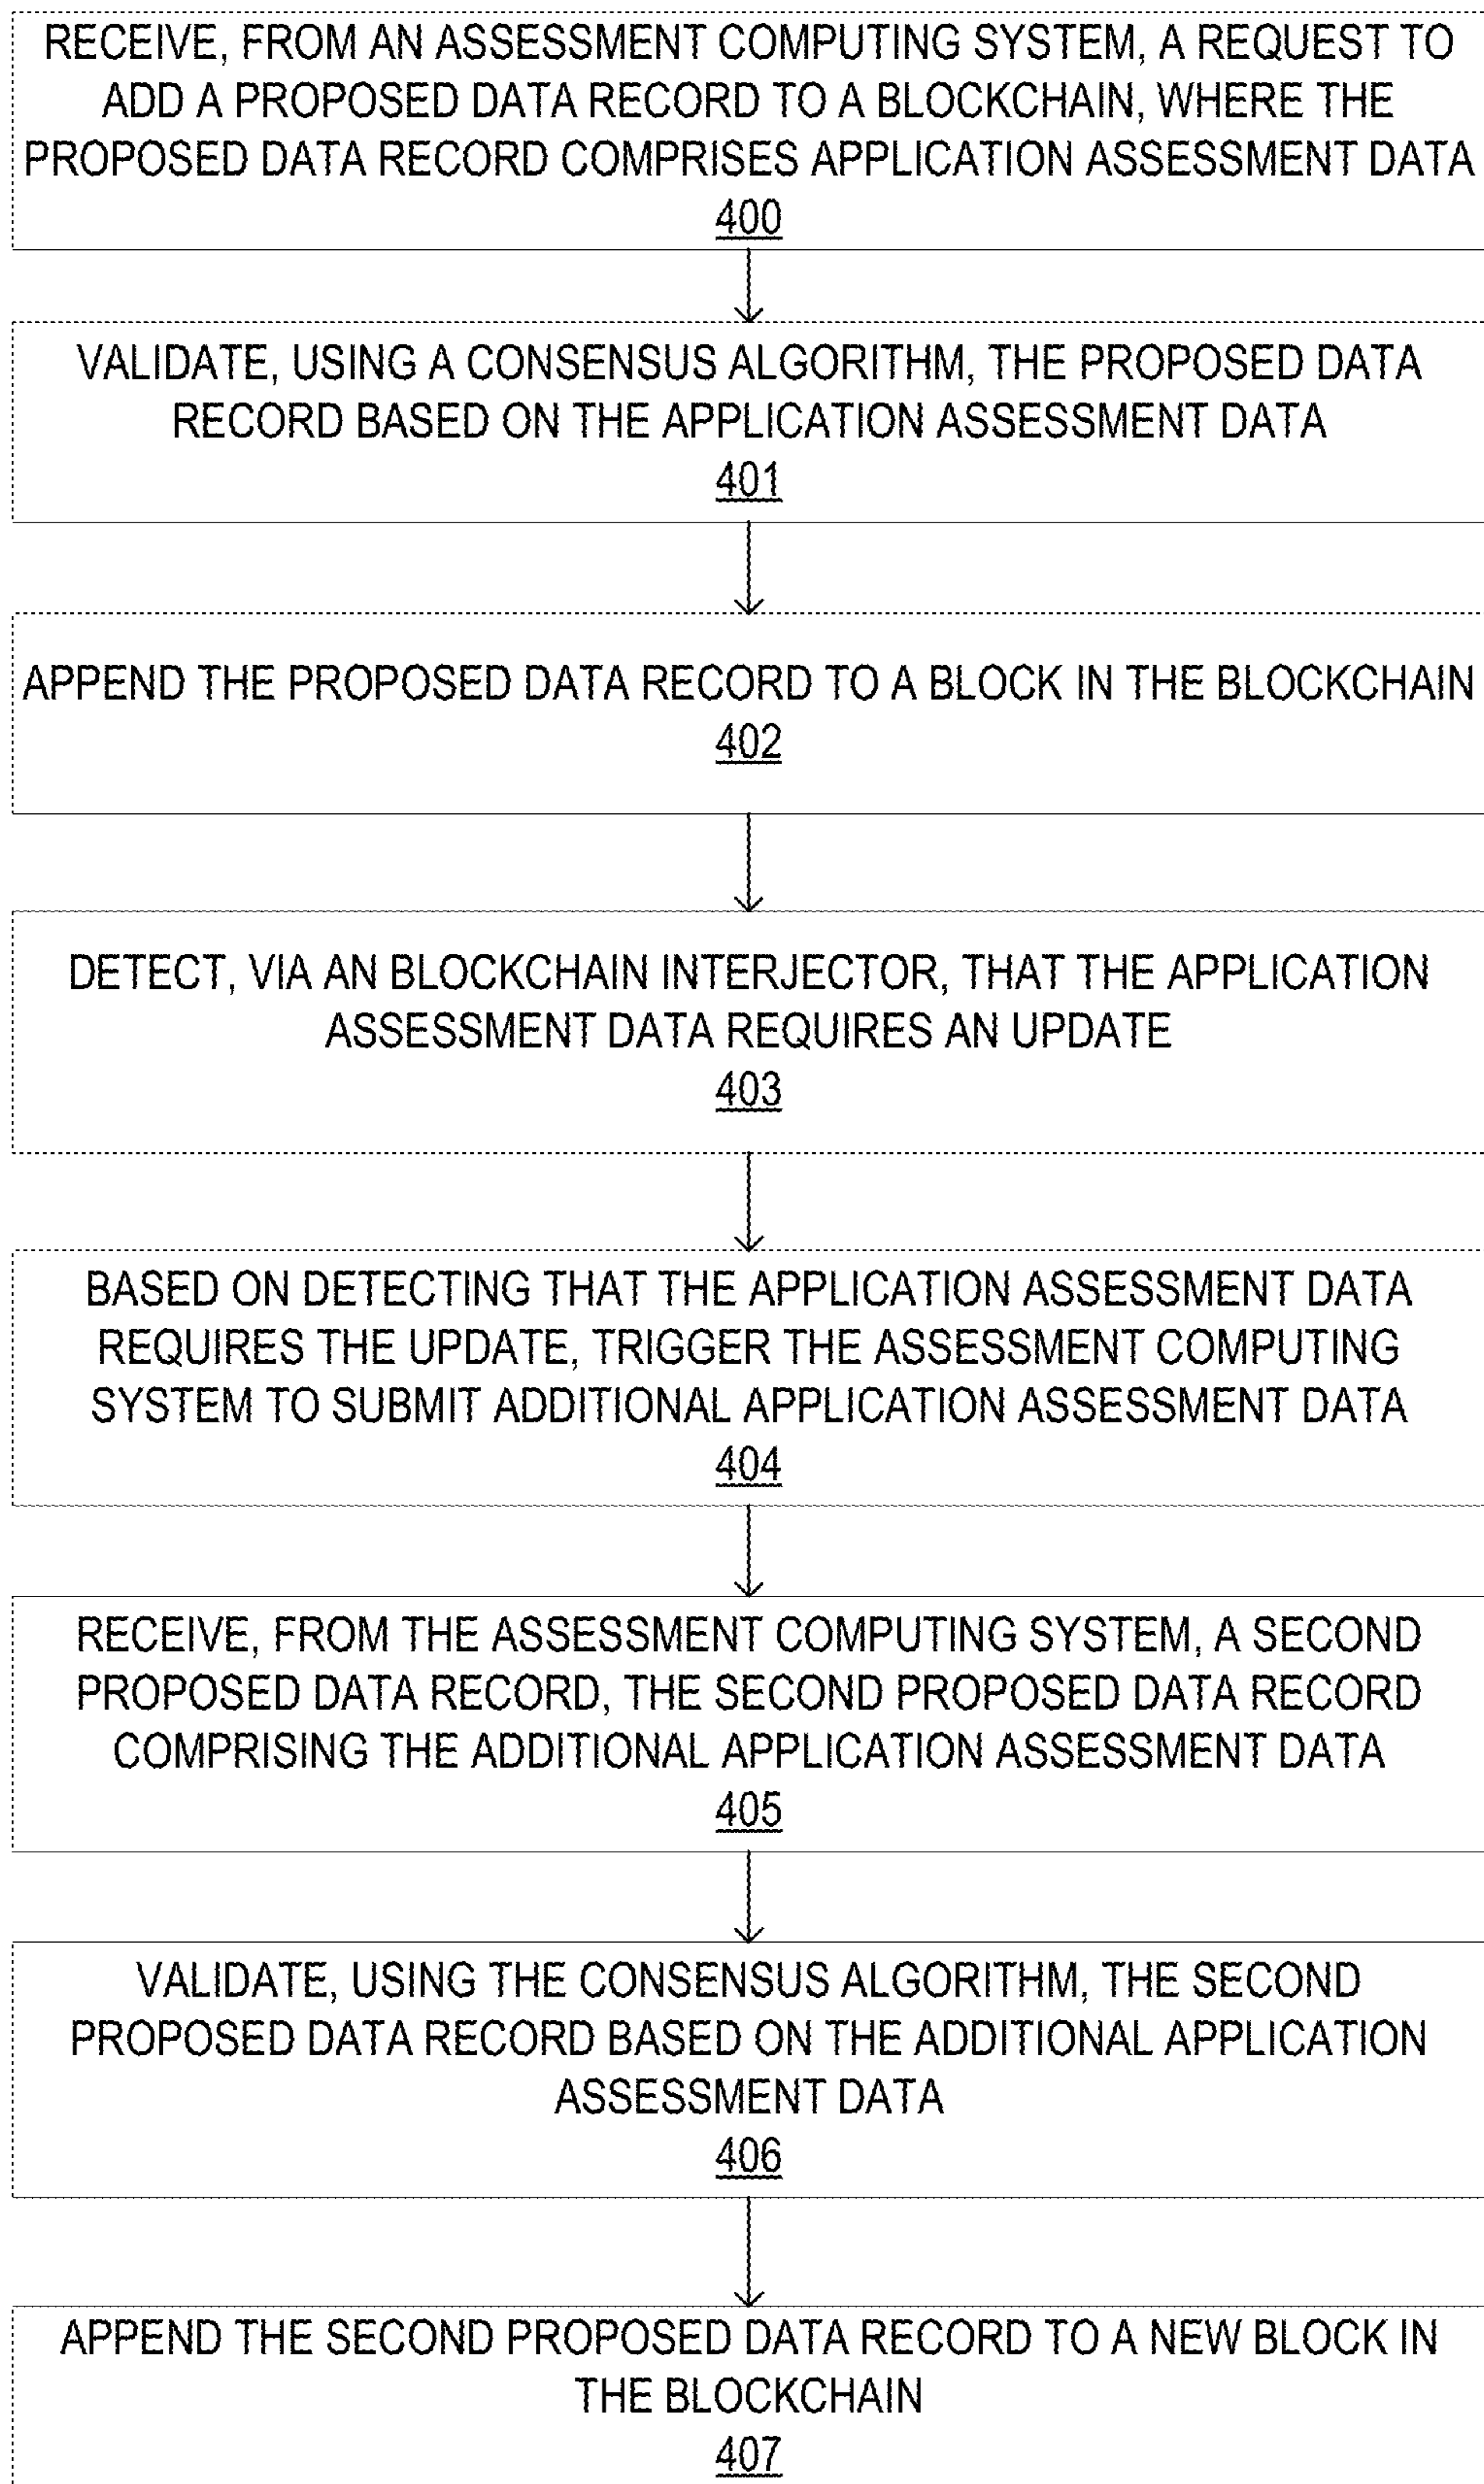 RECEIVE, FROM AN ASSESSMENT COMPUTING SYSTEM, A REQUEST TO
ADD A PROPOSED DATA RECORD TO A BLOCKCHAIN, WHERE THE
PROPOSED DATA RECORD COMPRISES APPLICATION ASSESSMENT DATA
400
VALIDATE, USING A CONSENSUS ALGORITHM, THE PROPOSED DATA
RECORD BASED ON THE APPLICATION ASSESSMENT DATA
401
APPEND THE PROPOSED DATA RECORD TO A BLOCK IN THE BLOCKCHAIN
402
DETECT, VIA AN BLOCKCHAIN INTERJECTOR, THAT THE APPLICATION
ASSESSMENT DATA REQUIRES AN UPDATE
403
BASED ON DETECTING THAT THE APPLICATION ASSESSMENT DATA
REQUIRES THE UPDATE, TRIGGER THE ASSESSMENT COMPUTING
SYSTEM TO SUBMIT ADDITIONAL APPLICATION ASSESSMENT DATA
404
RECEIVE, FROM THE ASSESSMENT COMPUTING SYSTEM, A SECOND
PROPOSED DATA RECORD, THE SECOND PROPOSED DATA RECORD
COMPRISING THE ADDITIONAL APPLICATION ASSESSMENT DATA
405
VALIDATE, USING THE CONSENSUS ALGORITHM, THE SECOND
PROPOSED DATA RECORD BASED ON THE ADDITIONAL APPLICATION
ASSESSMENT DATA
406
APPEND THE SECOND PROPOSED DATA RECORD TO A NEW BLOCK IN
THE BLOCKCHAIN
407